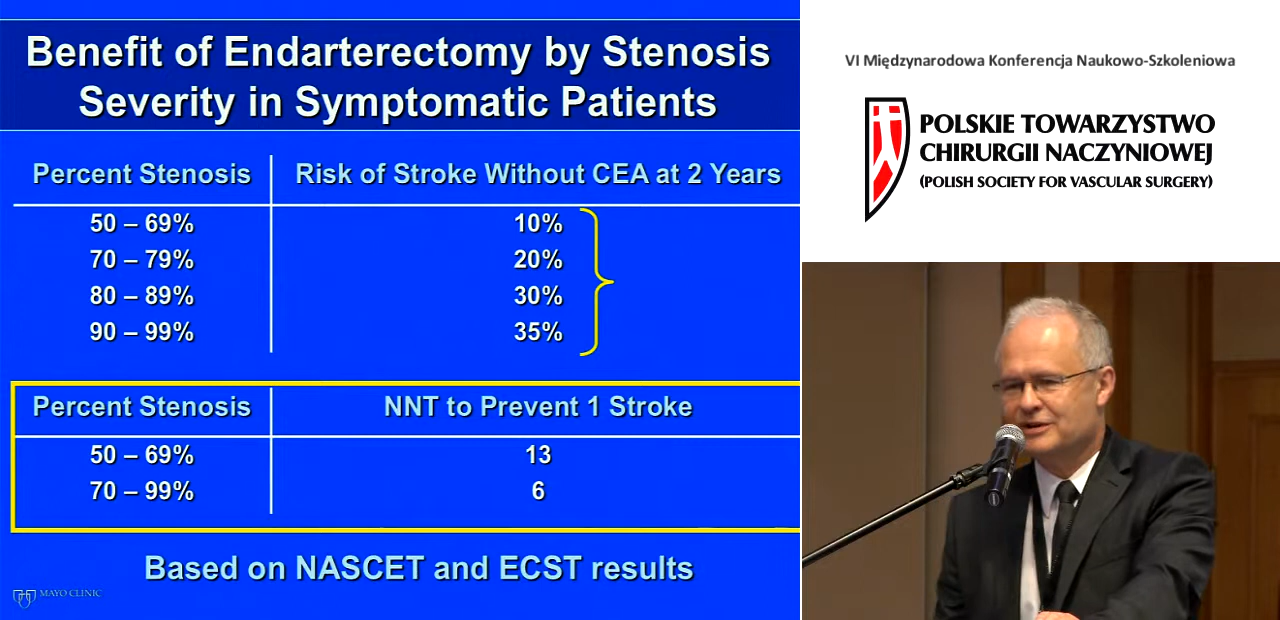 Benefit of Endarterectomy by Stenosis
Severity in Symptomatic Patients
Percent Stenosis Risk of Stroke Without CEA at 2 Years
50 – 69% 10%
70 – 79% 20%
80 – 89% 30%
90 – 99% 35%
Percent Stenosis NNT to Prevent 1 Stroke
50 – 69% 13
70 – 99% 6
Based on NASCET and ECST results
MAYO CLINIC
VI Międzynarodowa Konferencja Naukowo-Szkoleniowa
POLSKIE TOWARZYSTWO
CHIRURGII NACZYNIOWEJ
(POLISH SOCIETY FOR VASCULAR SURGERY)